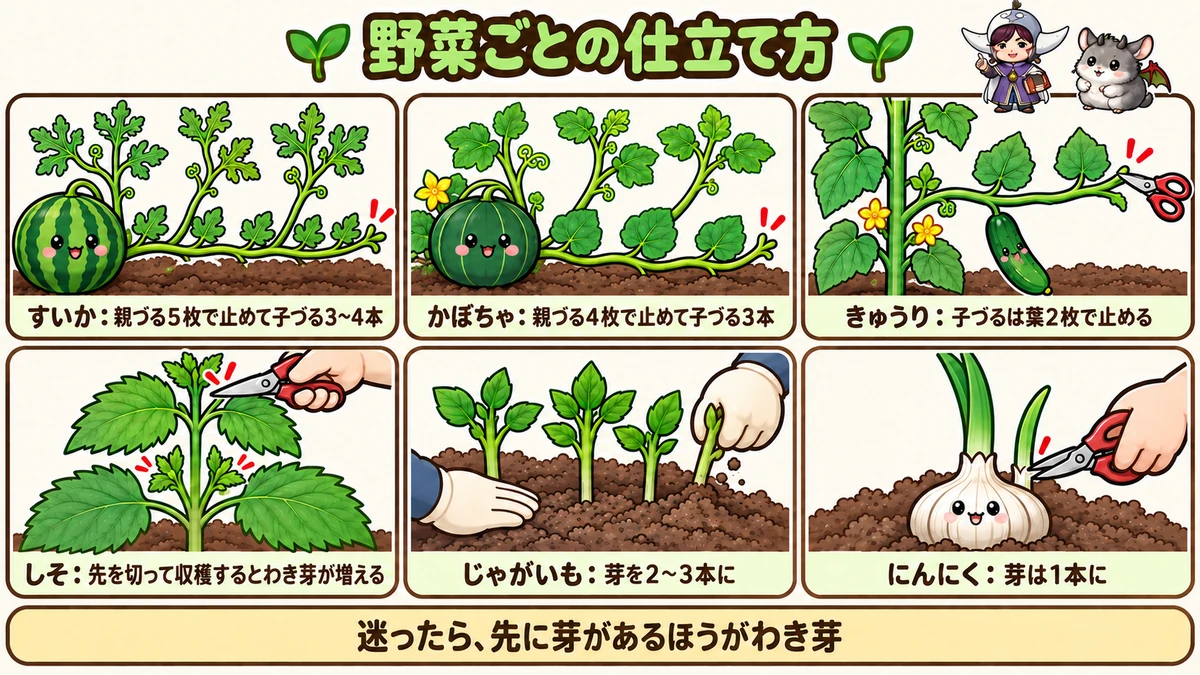 野菜ごとの仕立て方
すいか：親づる5枚で止めて子づる3~4本
かぼちゃ：親づる4枚で止めて子づる3本
きゅうり：子づるは葉2枚で止める
しそ：先を切って収穫するとわき芽が増える
じゃがいも：芽を2～3本に
にんにく：芽は1本に
迷ったら、先に芽があるほうがわき芽